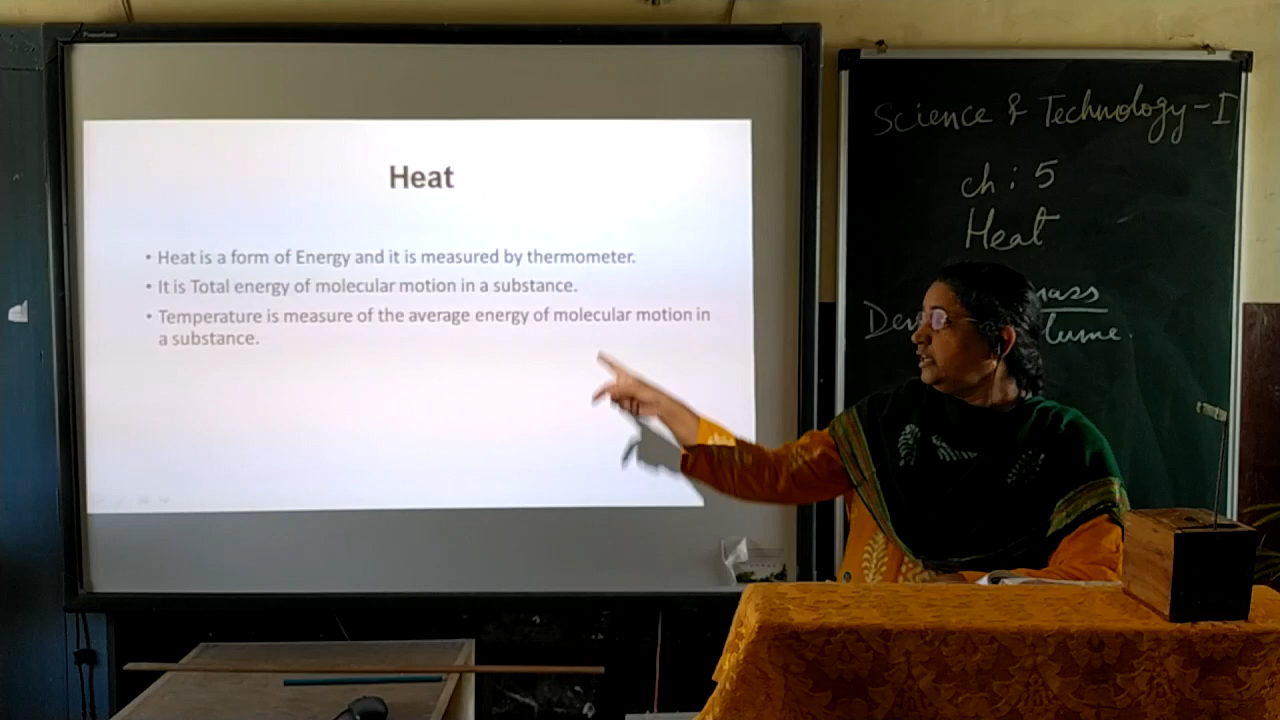 Heat
• Heat is a form of Energy and it is measured by thermometer.
• It is Total energy of molecular motion in a substance.
• Temperature is measure of the average energy of molecular motion in
a substance.
Science & Technology - I
ch : 5
Heat
mass